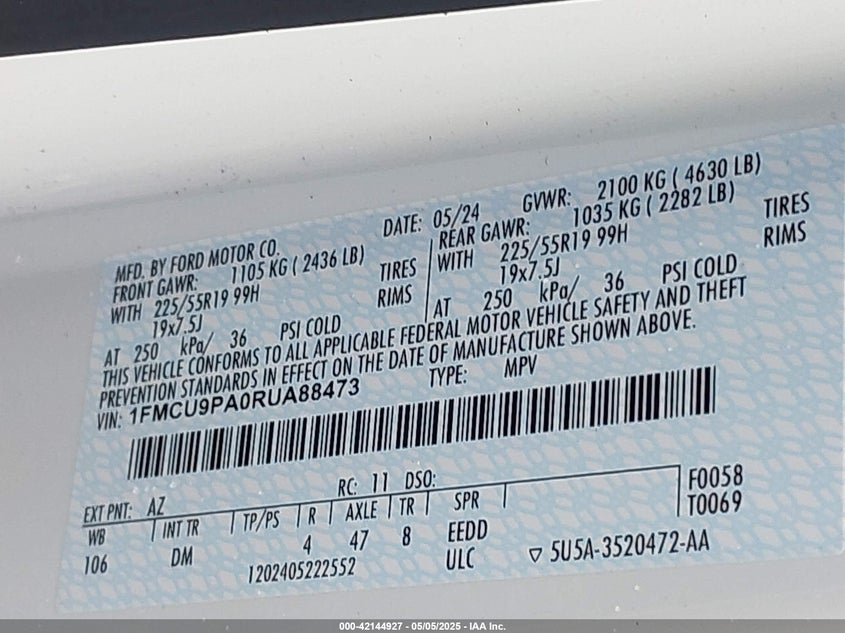 MFD. BY FORD MOTOR CO.
DATE: 05/24
GVWR: 2100 KG ( 4630 LB)
FRONT GAWR: 1105 KG ( 2436 LB)
REAR GAWR: 1035 KG ( 2282 LB)
WITH 225/55R19 99H TIRES
WITH 225/55R19 99H TIRES
19x7.5J RIMS
19x7.5J RIMS
AT 250 kPa/ 36 PSI COLD
AT 250 kPa/ 36 PSI COLD
THIS VEHICLE CONFORMS TO ALL APPLICABLE FEDERAL MOTOR VEHICLE SAFETY AND THEFT
PREVENTION STANDARDS IN EFFECT ON THE DATE OF MANUFACTURE SHOWN ABOVE.
VIN: 1FMCU9PA0RUA88473
TYPE: MPV
EXT PNT: AZ RC: 11 DSO:
WB INT TR TP/PS R AXLE TR SPR
106 DM 4 47 8 EEDD
1202405222552 ULC
F0058
T0069
▽ 5U5A-3520472-AA
000-42144927 - 05/05/2025 - IAA Inc.